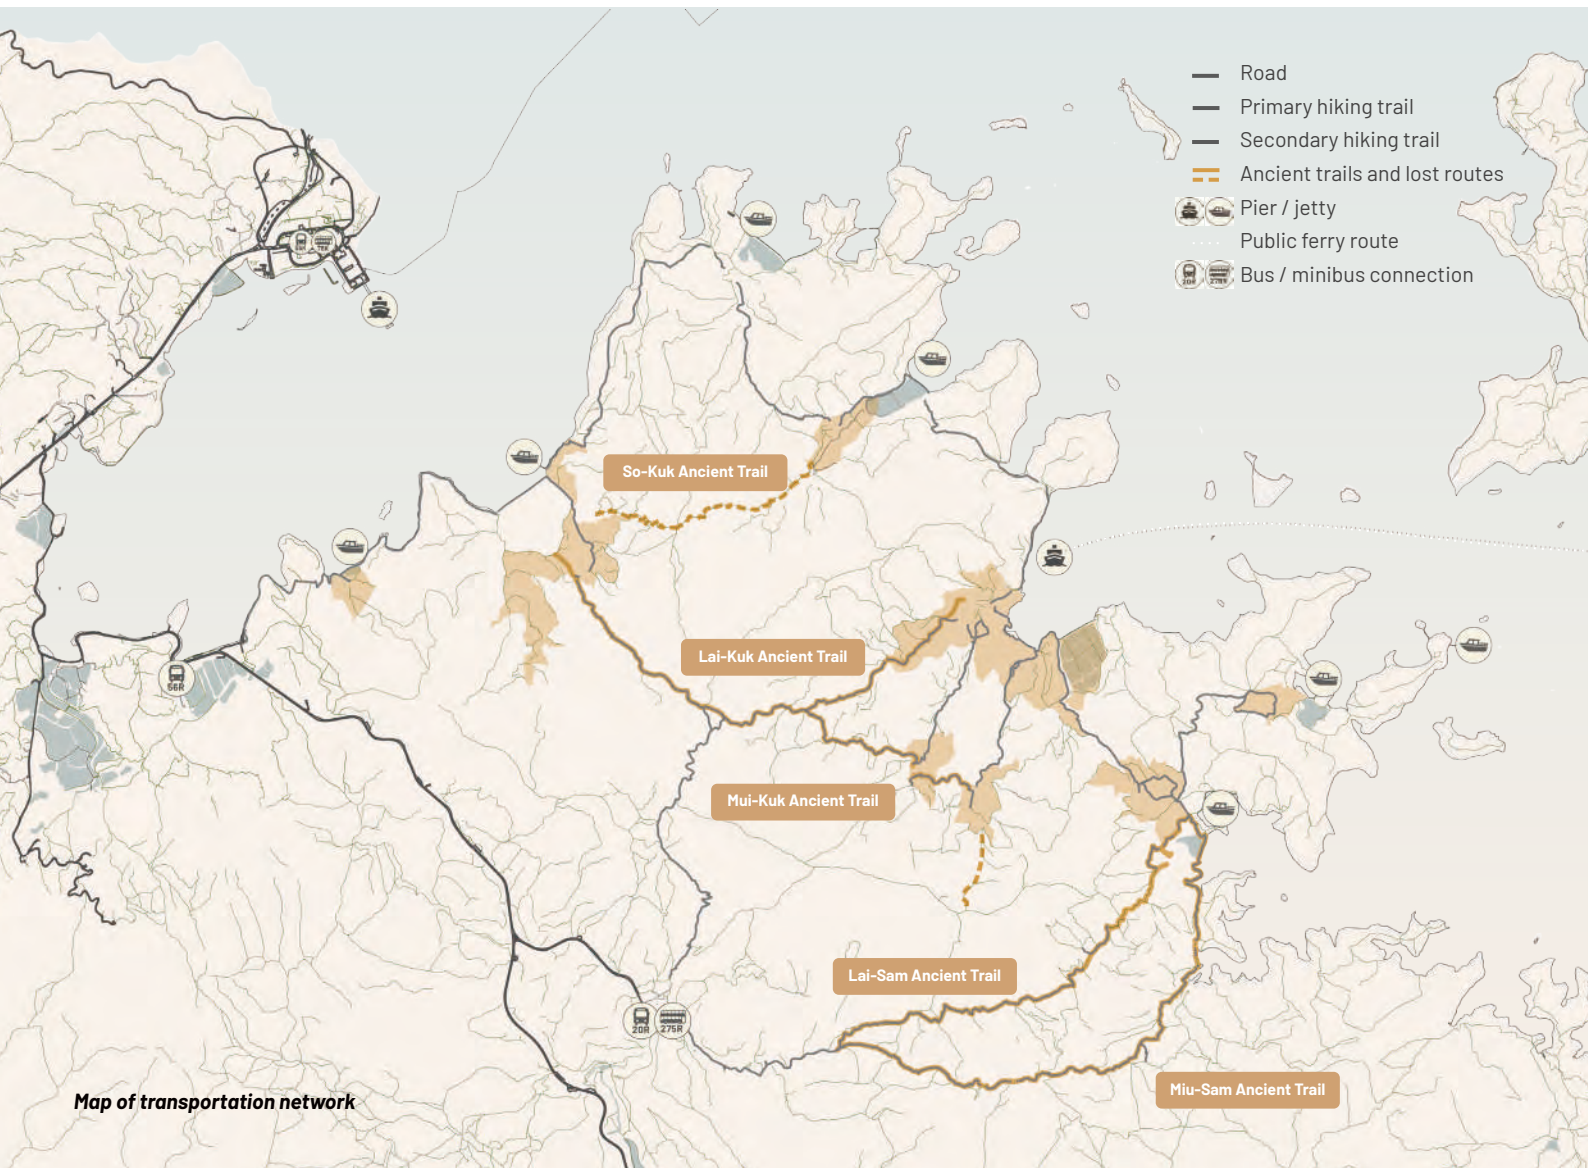 Road
Primary hiking trail
Secondary hiking trail
Ancient trails and lost routes
Pier / jetty
Public ferry route
Bus / minibus connection
20R
So-Kuk Ancient Trail
Lai-Kuk Ancient Trail
56R
Mui-Kuk Ancient Trail
Lai-Sam Ancient Trail
20R
275R
Miu-Sam Ancient Trail
Map of transportation network